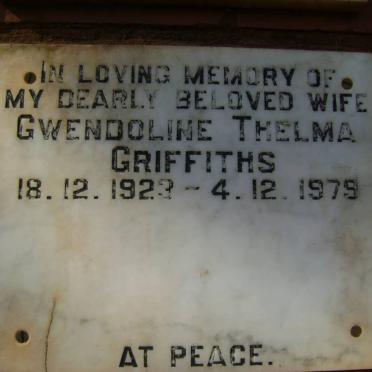 IN LOVING MEMORY OF
MY DEARLY BELOVED WIFE
GWENDOLINE THELMA
GRIFFITHS
18.12.1923 – 4.12.1979
AT PEACE.